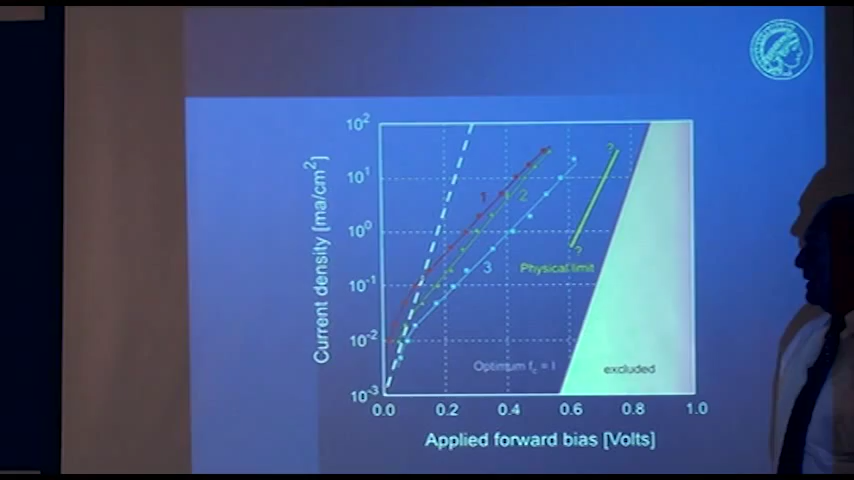 Current density [ma/cm²]
10²
10¹
10⁰
10⁻¹
10⁻²
10⁻³
1
2
3
?
?
Physical limit
Optimum f_c = I
excluded
0.0 0.2 0.4 0.6 0.8 1.0
Applied forward bias [Volts]